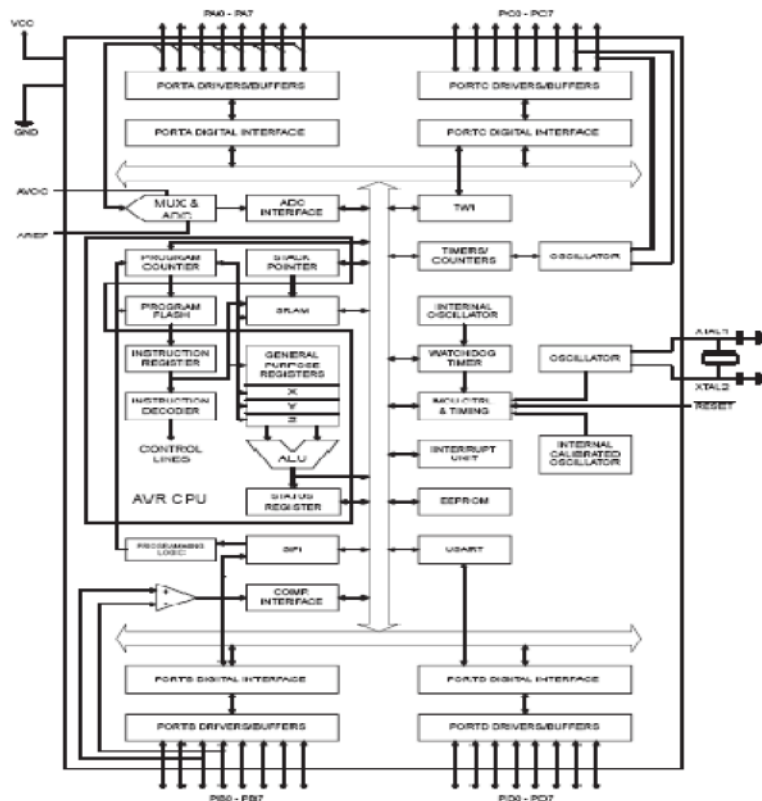 PA0 - PA7
PC0 - PC7
VCC
PORTA DRIVERS/BUFFERS
PORTC DRIVERS/BUFFERS
GND
PORTA DIGITAL INTERFACE
PORTC DIGITAL INTERFACE
AVCC
MUX &
ADC
ADC
INTERFACE
TWI
AREF
PROGRAM
COUNTER
STACK
POINTER
TIMERS/
COUNTERS
OSCILLATOR
PROGRAM
FLASH
SRAM
INTERNAL
OSCILLATOR
XTAL1
INSTRUCTION
REGISTER
GENERAL
PURPOSE
REGISTERS
WATCHDOG
TIMER
OSCILLATOR
X
XTAL2
INSTRUCTION
DECODER
Y
Z
MCU CTRL
& TIMING
RESET
CONTROL
LINES
ALU
INTERRUPT
UNIT
INTERNAL
CALIBRATED
OSCILLATOR
AVR CPU
STATUS
REGISTER
EEPROM
PROGRAMMING
LOGIC
SPI
USART
+
-
COMP.
INTERFACE
PORTB DIGITAL INTERFACE
PORTD DIGITAL INTERFACE
PORTB DRIVERS/BUFFERS
PORTD DRIVERS/BUFFERS
PB0 - PB7
PD0 - PD7